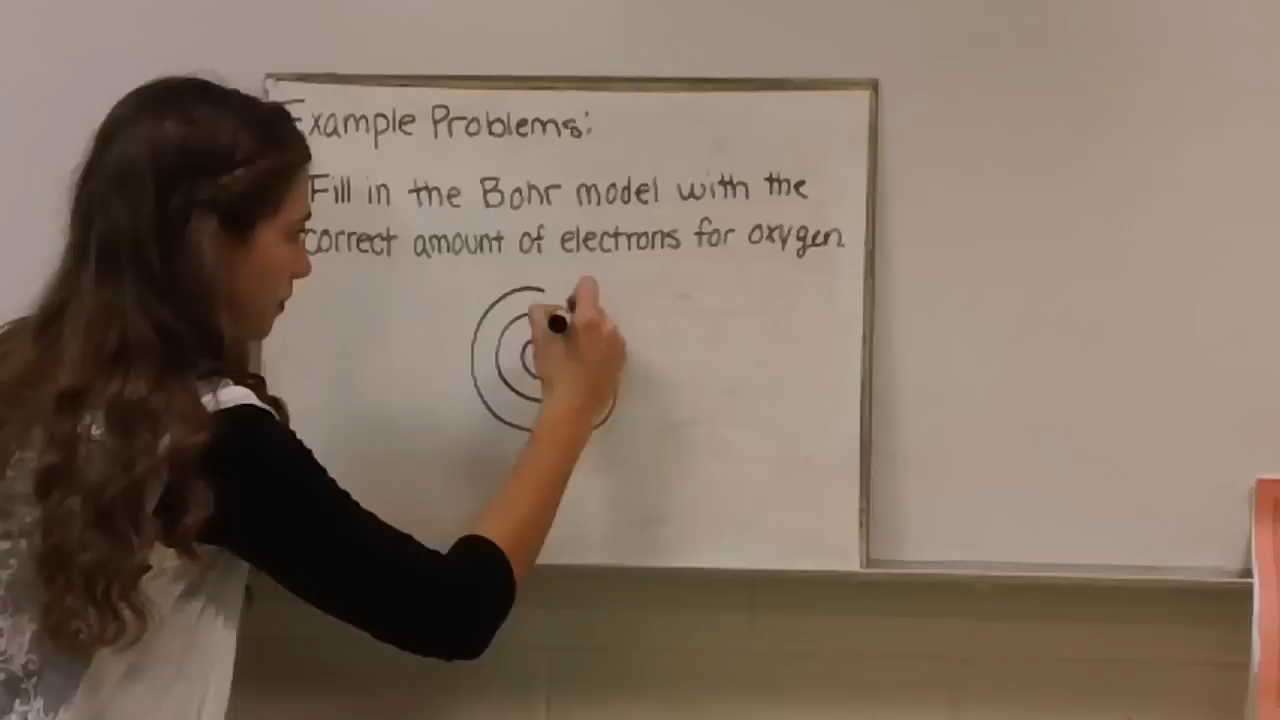 Example Problems:
Fill in the Bohr model with the
correct amount of electrons for oxygen